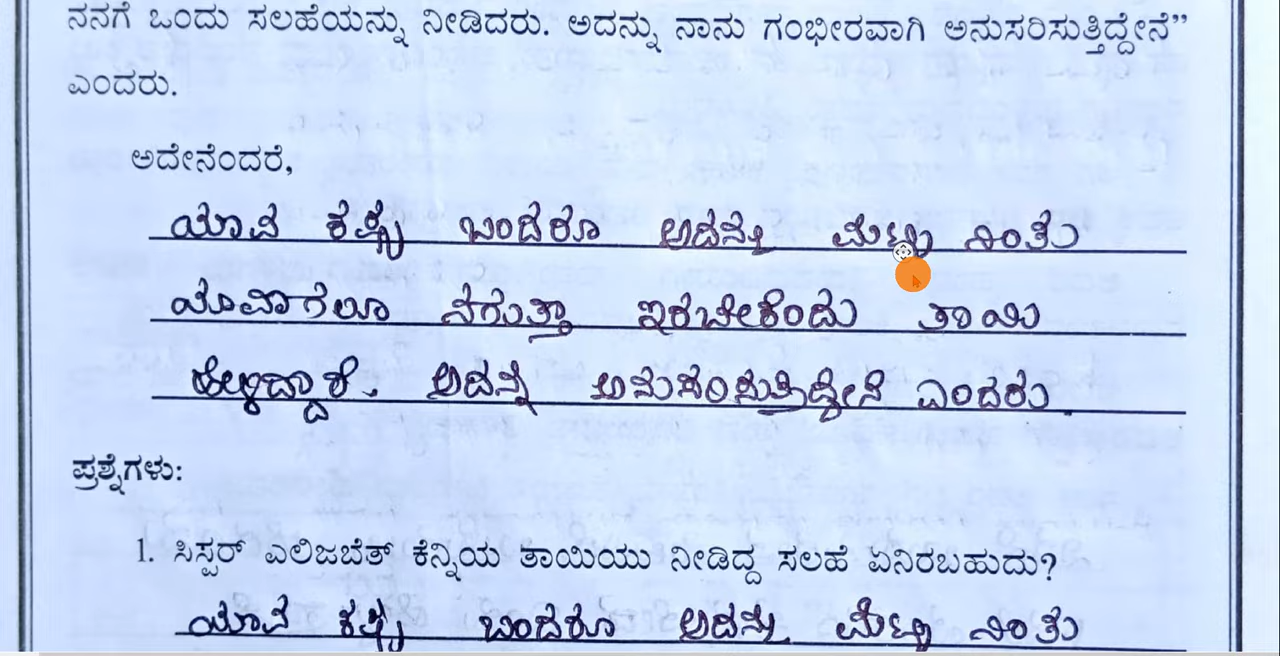 ನನಗೆ ಒಂದು ಸಲಹೆಯನ್ನು ನೀಡಿದರು. ಅದನ್ನು ನಾನು ಗಂಭೀರವಾಗಿ ಅನುಸರಿಸುತ್ತಿದ್ದೇನೆ”
ಎಂದರು.
ಅದೇನೆಂದರೆ,
ಯಾವ ಕಷ್ಟ ಬಂದರೂ ಅದನ್ನು ಮೆಟ್ಟಿ ನಿಂತು
ಯಾವಾಗಲೂ ನಗುತ್ತಾ ಇರಬೇಕೆಂದು ತಾಯಿ
ಹೇಳಿದ್ದಾರೆ. ಅದನ್ನೆ ಅನುಸರಿಸುತ್ತಿದ್ದೇನೆ ಎಂದರು.
ಪ್ರಶ್ನೆಗಳು:
1. ಸಿಸ್ಟರ್ ಎಲಿಜಬೆತ್ ಕೆನ್ನಿಯ ತಾಯಿಯು ನೀಡಿದ್ದ ಸಲಹೆ ಏನಿರಬಹುದು?
ಯಾವ ಕಷ್ಟ ಬಂದರೂ ಅದನ್ನು ಮೆಟ್ಟಿ ನಿಂತು